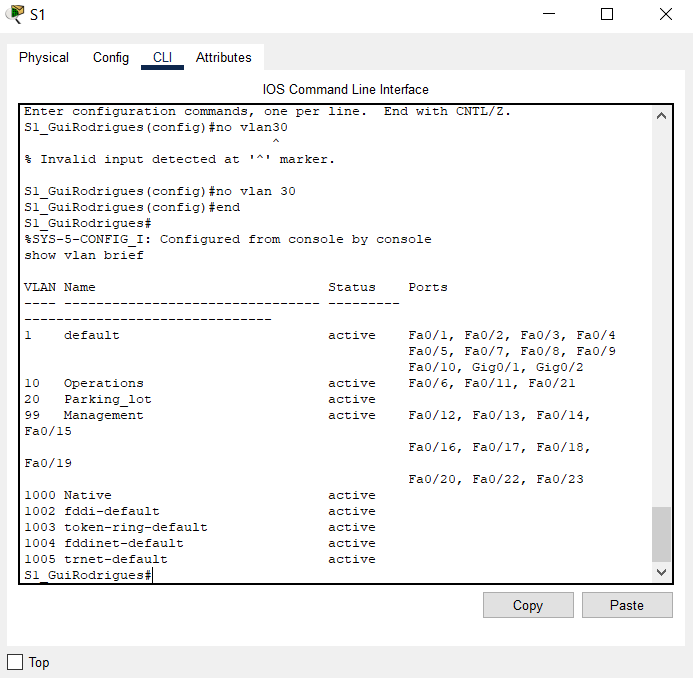 S1
Physical Config CLI Attributes
IOS Command Line Interface
Enter configuration commands, one per line.  End with CNTL/Z.
S1_GuiRodrigues(config)#no vlan30
                               ^
% Invalid input detected at '^' marker.

S1_GuiRodrigues(config)#no vlan 30
S1_GuiRodrigues(config)#end
S1_GuiRodrigues#
%SYS-5-CONFIG_I: Configured from console by console
show vlan brief

VLAN Name                             Status    Ports
---- -------------------------------- ---------
-------------------------------
1    default                          active    Fa0/1, Fa0/2, Fa0/3, Fa0/4
                                                Fa0/5, Fa0/7, Fa0/8, Fa0/9
                                                Fa0/10, Gig0/1, Gig0/2
10   Operations                       active    Fa0/6, Fa0/11, Fa0/21
20   Parking_lot                      active
99   Management                       active    Fa0/12, Fa0/13, Fa0/14,
Fa0/15
                                                Fa0/16, Fa0/17, Fa0/18,
Fa0/19
                                                Fa0/20, Fa0/22, Fa0/23
1000 Native                           active
1002 fddi-default                     active
1003 token-ring-default               active
1004 fddinet-default                  active
1005 trnet-default                    active
S1_GuiRodrigues#
Copy Paste
Top